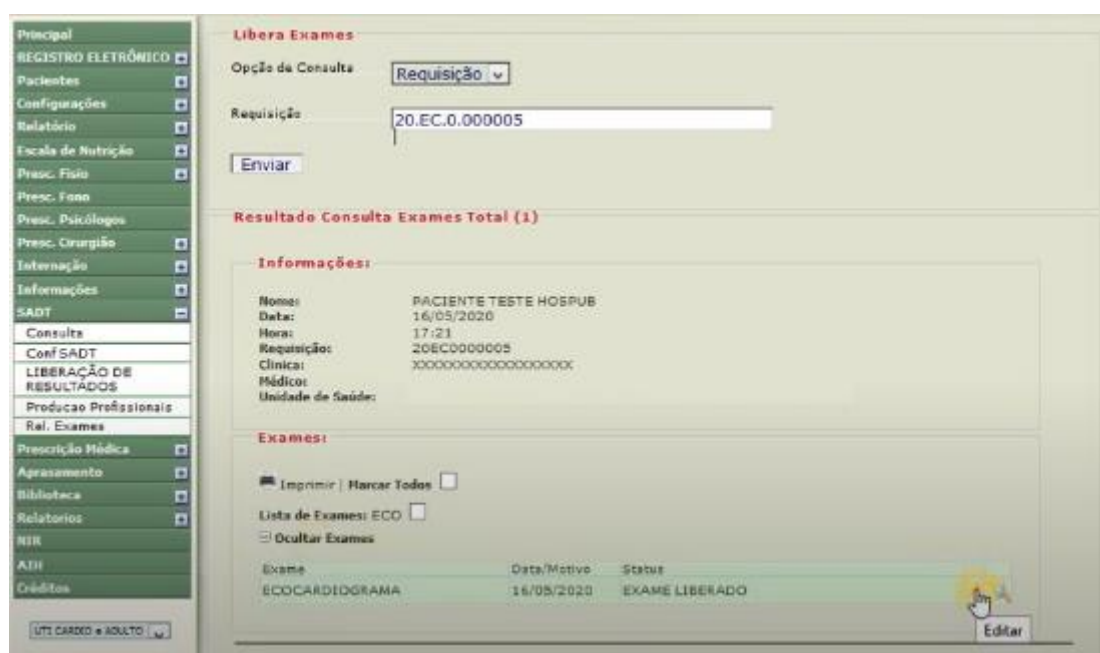 Principal
REGISTRO ELETRÔNICO
Pacientes
Configurações
Relatório
Escala de Nutrição
Presc. Fisio
Presc. Fono
Presc. Psicólogos
Presc. Cirurgião
Internação
Informações
SADT
Consulta
Conf SADT
LIBERAÇÃO DE
RESULTADOS
Producao Profissionais
Rel. Exames
Prescrição Médica
Aprasamento
Biblioteca
Relatorios
NIR
AIH
Créditos
UTI CARDIO e ADULTO
Libera Exames
Opção de Consulta Requisição
Requisição 20.EC.0.000005
Enviar
Resultado Consulta Exames Total (1)
Informações:
Nome: PACIENTE TESTE HOSPUB
Data: 16/05/2020
Hora: 17:21
Requisição: 20EC0000005
Clinica: XXXXXXXXXXXXXXXXXXX
Médico:
Unidade de Saúde:
Exames:
Imprimir | Marcar Todos
Lista de Exames: ECO
Ocultar Exames
Exame Data/Motivo Status
ECOCARDIOGRAMA 16/05/2020 EXAME LIBERADO
Editar